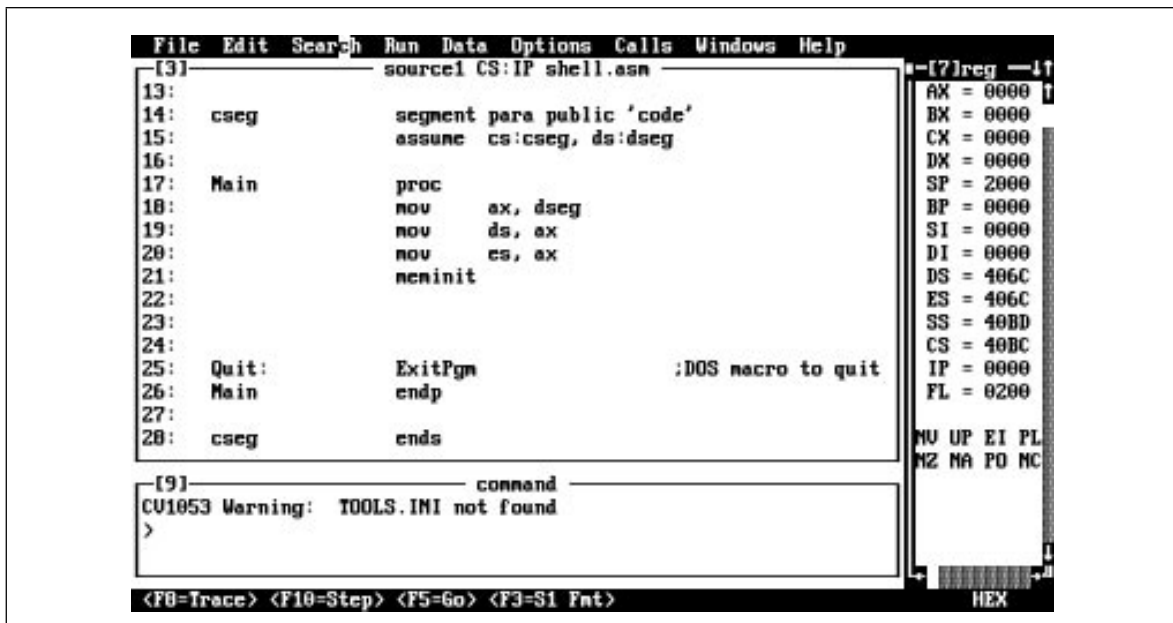 File Edit Search Run Data Options Calls Windows Help
[3] source1 CS:IP shell.asm
13:
14: cseg segment para public 'code'
15: assume cs:cseg, ds:dseg
16:
17: Main proc
18: mov ax, dseg
19: mov ds, ax
20: mov es, ax
21: meminit
22:
23:
24:
25: Quit: ExitPgm ;DOS macro to quit
26: Main endp
27:
28: cseg ends
[9] command
CV1053 Warning: TOOLS.INI not found
>
[7]reg
AX = 0000
BX = 0000
CX = 0000
DX = 0000
SP = 2000
BP = 0000
SI = 0000
DI = 0000
DS = 406C
ES = 406C
SS = 40BD
CS = 40BC
IP = 0000
FL = 0200
NV UP EI PL
NZ NA PO NC
<F8=Trace> <F10=Step> <F5=Go> <F3=S1 Fmt> HEX